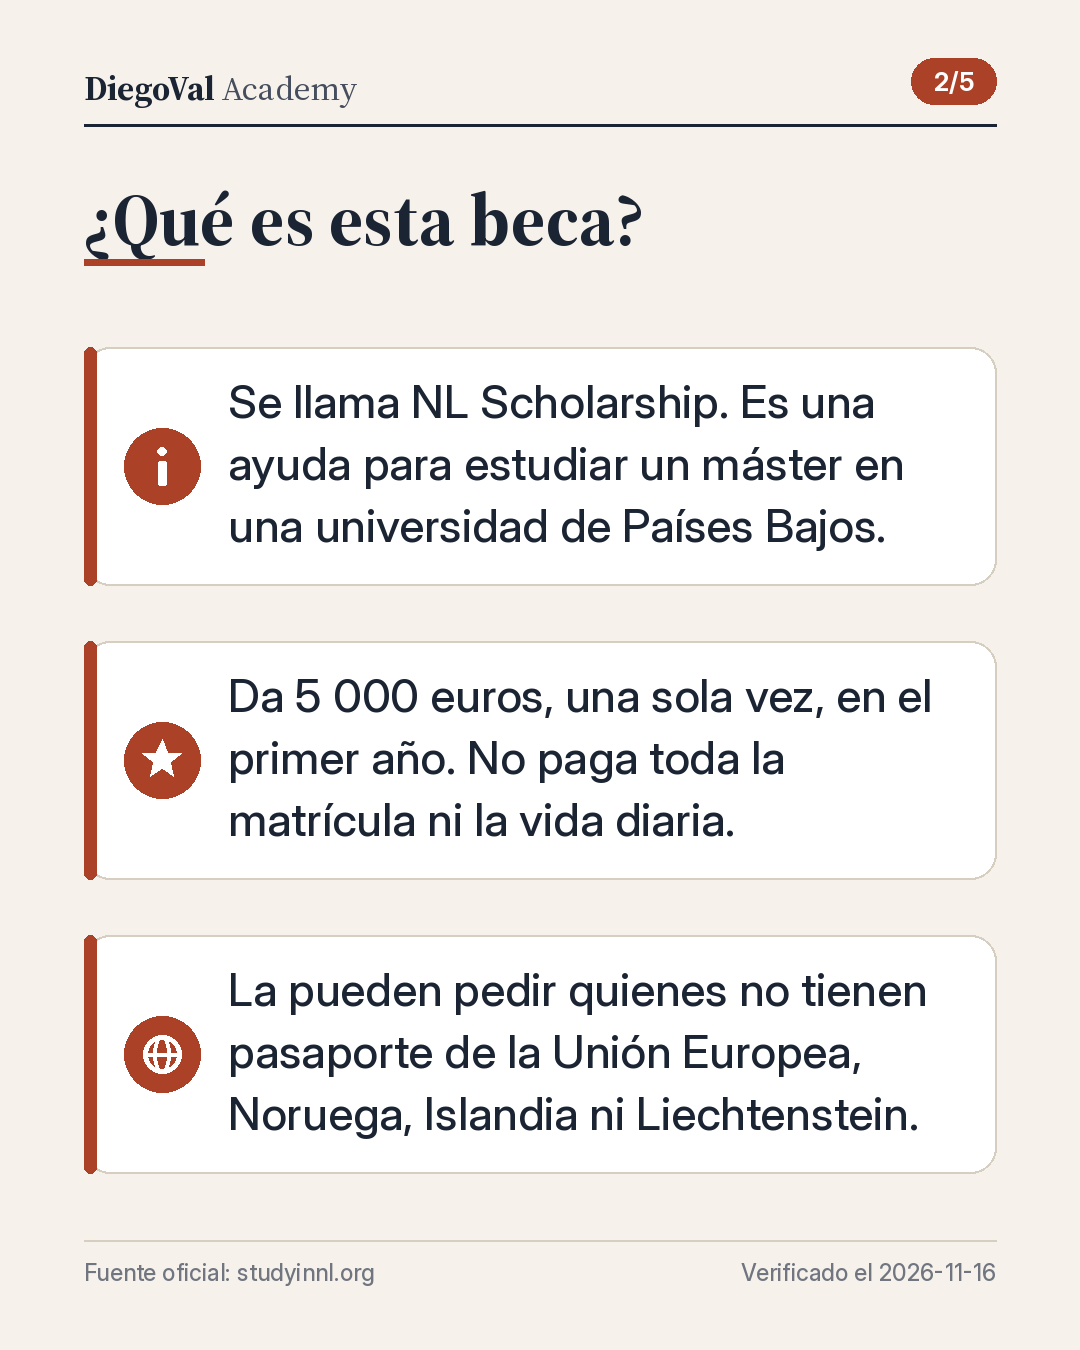 DiegoVal Academy
2/5
¿Qué es esta beca?
Se llama NL Scholarship. Es una
ayuda para estudiar un máster en
una universidad de Países Bajos.
Da 5 000 euros, una sola vez, en el
primer año. No paga toda la
matrícula ni la vida diaria.
La pueden pedir quienes no tienen
pasaporte de la Unión Europea,
Noruega, Islandia ni Liechtenstein.
Fuente oficial: studyinnl.org
Verificado el 2026-11-16